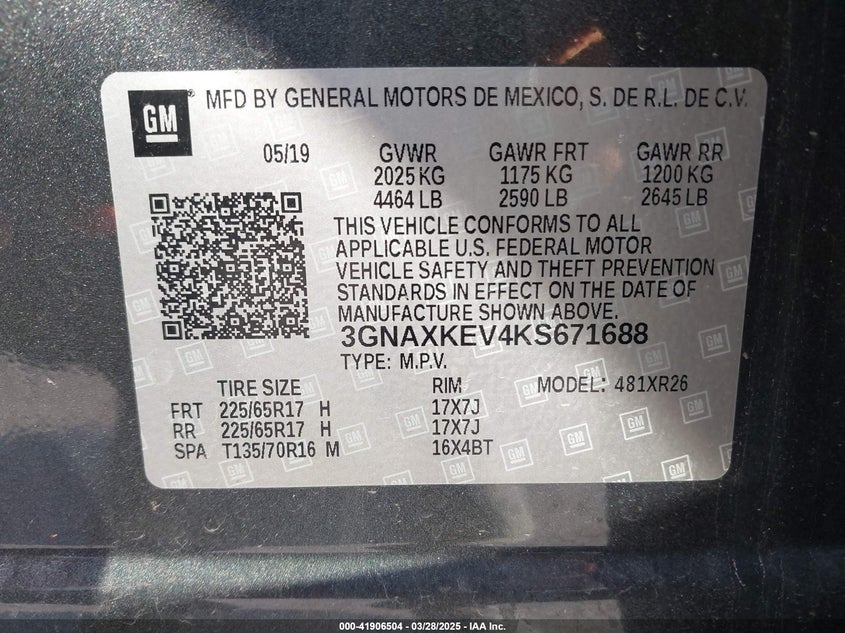 GM MFD BY GENERAL MOTORS DE MEXICO, S. DE R.L. DE C.V.
05/19 GVWR GAWR FRT GAWR RR
2025 KG 1175 KG 1200 KG
4464 LB 2590 LB 2645 LB
THIS VEHICLE CONFORMS TO ALL
APPLICABLE U.S. FEDERAL MOTOR
VEHICLE SAFETY AND THEFT PREVENTION
STANDARDS IN EFFECT ON THE DATE OF
MANUFACTURE SHOWN ABOVE.
3GNAXKEV4KS671688
TYPE: M.P.V.
TIRE SIZE RIM MODEL: 481XR26
FRT 225/65R17 H 17X7J
RR 225/65R17 H 17X7J
SPA T135/70R16 M 16X4BT
000-41906504 — 03/28/2025 - IAA Inc.